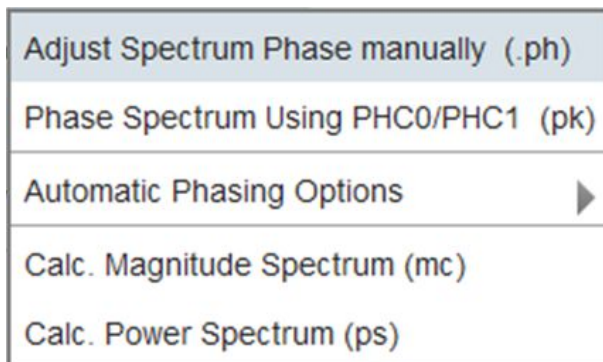 Adjust Spectrum Phase manually (.ph)
Phase Spectrum Using PHC0/PHC1 (pk)
Automatic Phasing Options
Calc. Magnitude Spectrum (mc)
Calc. Power Spectrum (ps)